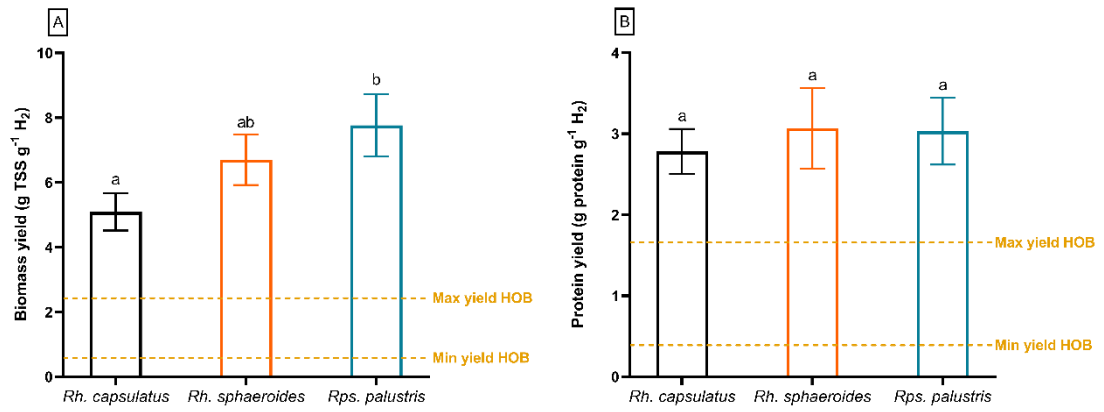 A
Biomass yield (g TSS g⁻¹ H₂)
10
8
6
4
2
0
a
ab
b
Max yield HOB
Min yield HOB
Rh. capsulatus
Rh. sphaeroides
Rps. palustris
B
Protein yield (g protein g⁻¹ H₂)
4
3
2
1
0
a
a
a
Max yield HOB
Min yield HOB
Rh. capsulatus
Rh. sphaeroides
Rps. palustris